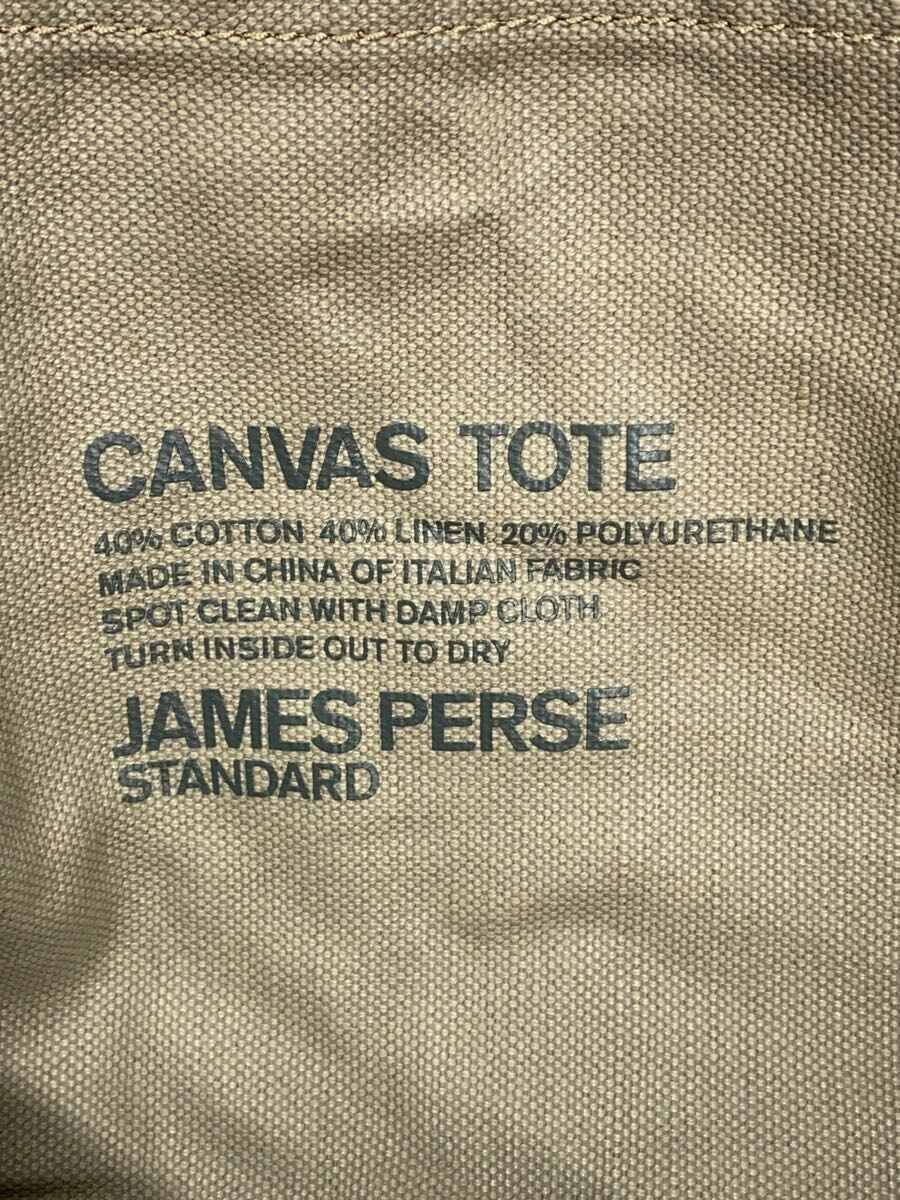 CANVAS TOTE
40% COTTON 40% LINEN 20% POLYURETHANE
MADE IN CHINA OF ITALIAN FABRIC
SPOT CLEAN WITH DAMP CLOTH
TURN INSIDE OUT TO DRY
JAMES PERSE
STANDARD